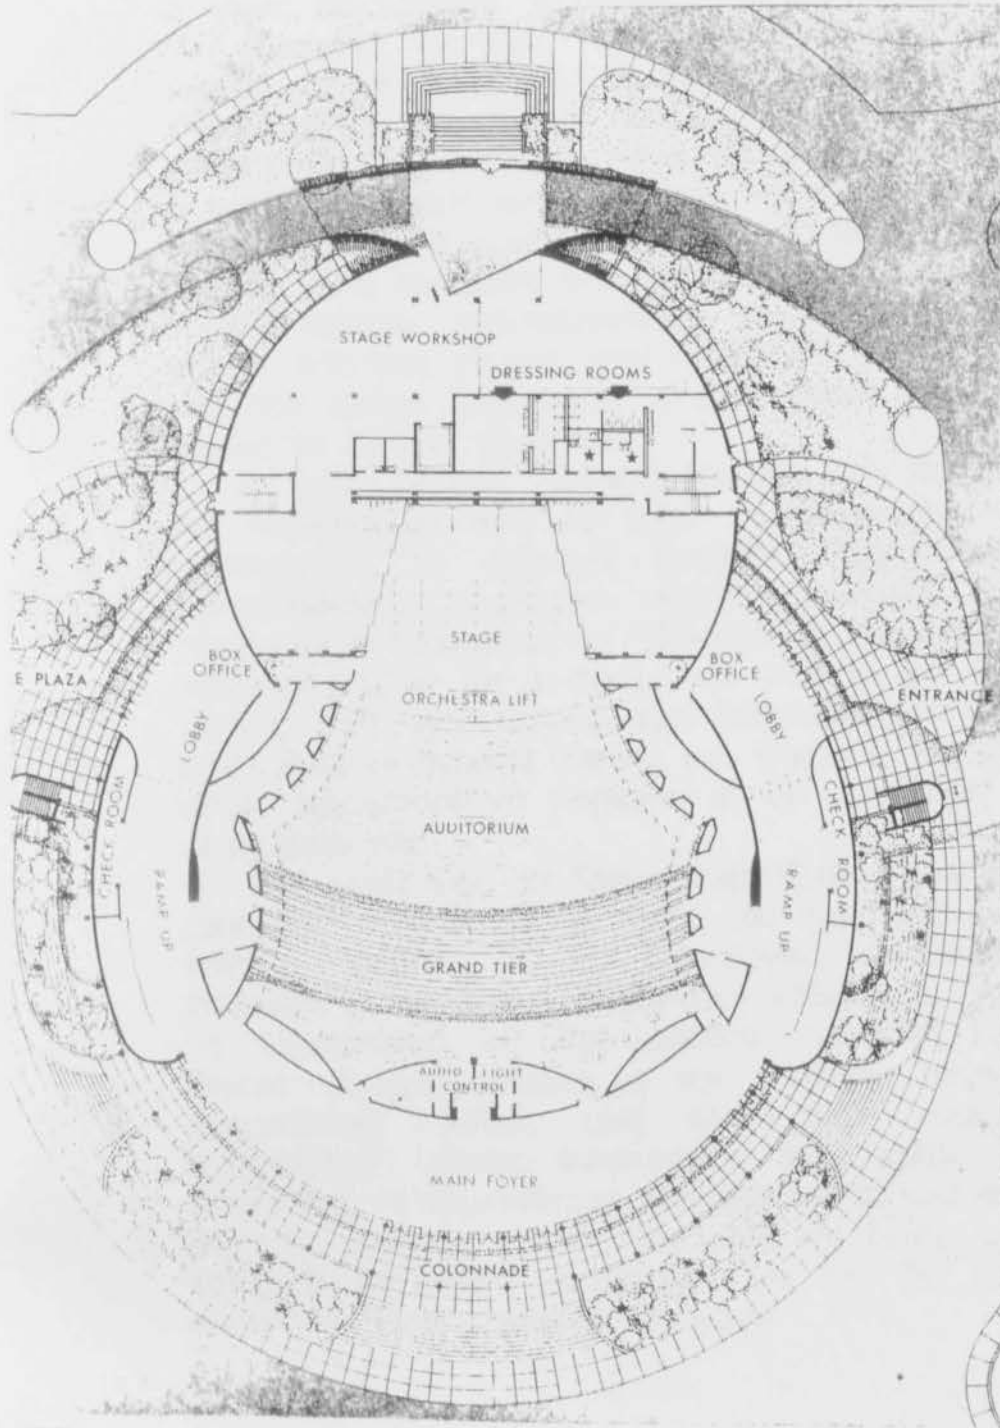 STAGE WORKSHOP
DRESSING ROOMS
STAGE
BOX
OFFICE
BOX
OFFICE
E PLAZA
ENTRANCE
ORCHESTRA LIFT
LOBBY
LOBBY
CHECK ROOM
CHECK ROOM
AUDITORIUM
RAMP UP
RAMP UP
GRAND TIER
AUDIO LIGHT
CONTROL
MAIN FOYER
COLONNADE